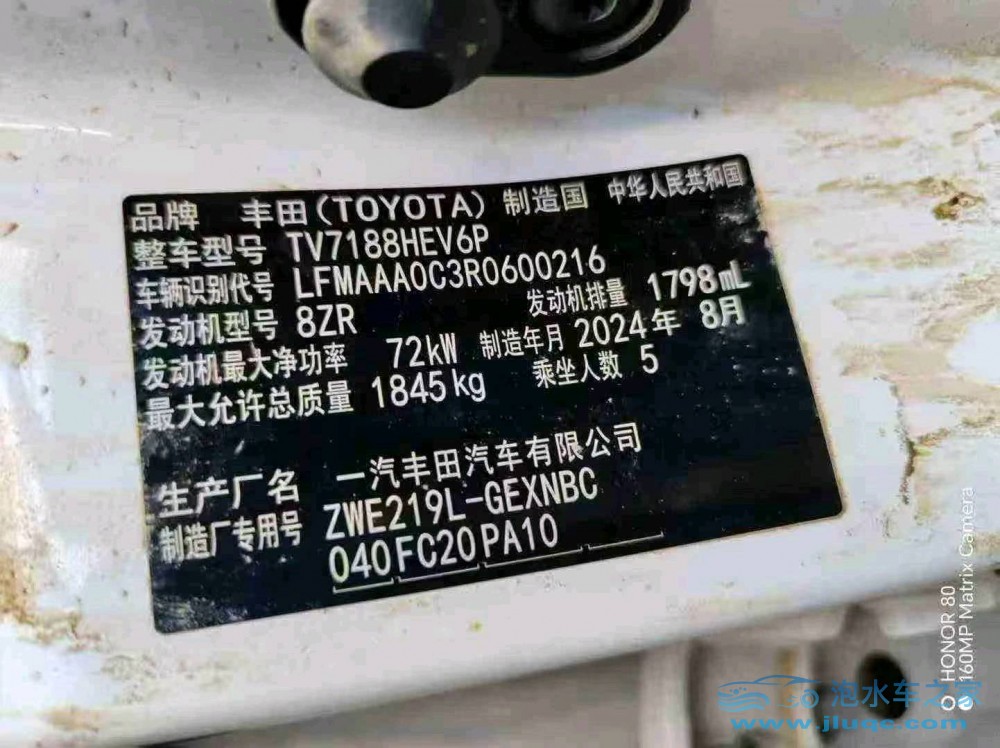 品牌 丰田(TOYOTA) 制造国 中华人民共和国
整车型号 TV7188HEV6P
车辆识别代号 LFMAAA0C3R0600216
发动机型号 8ZR 发动机排量 1798mL
发动机最大净功率 72kW 制造年月 2024年 8月
最大允许总质量 1845kg 乘坐人数 5
生产厂名 一汽丰田汽车有限公司
制造厂专用号 ZWE219L-GEXNBC
040FC20PA10
HONOR 80
160MP Matrix Camera
泡水车之家
www.jluqc.com